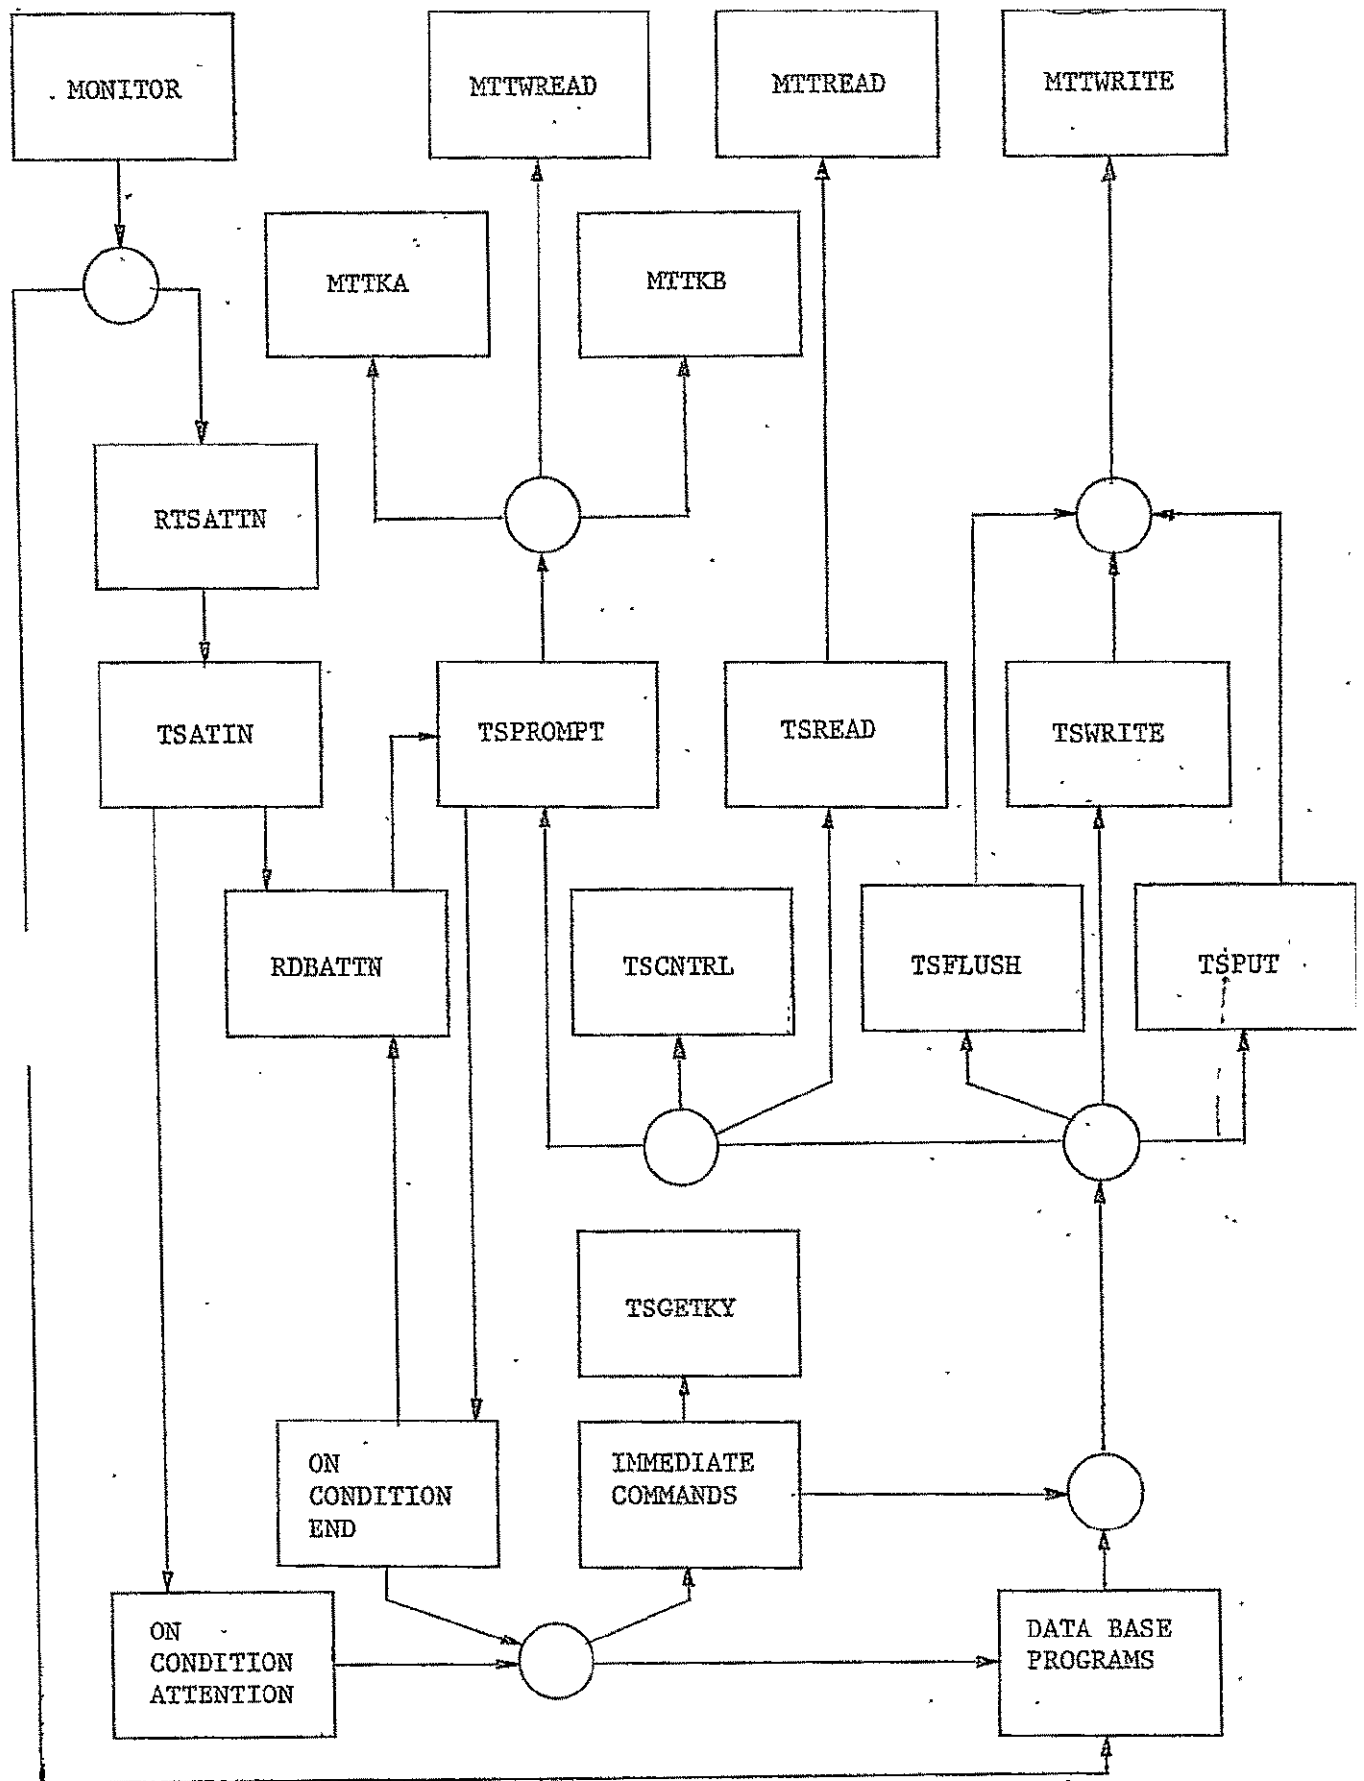 MONITOR
MTTWREAD
MTTREAD
MTTWRITE
MTTKA
MTTKB
RTSATTN
TSATIN
TSPROMPT
TSREAD
TSWRITE
RDBATTN
TSCNTRL
TSFLUSH
TSPUT
TSGETKY
ON
CONDITION
END
IMMEDIATE
COMMANDS
ON
CONDITION
ATTENTION
DATA BASE
PROGRAMS